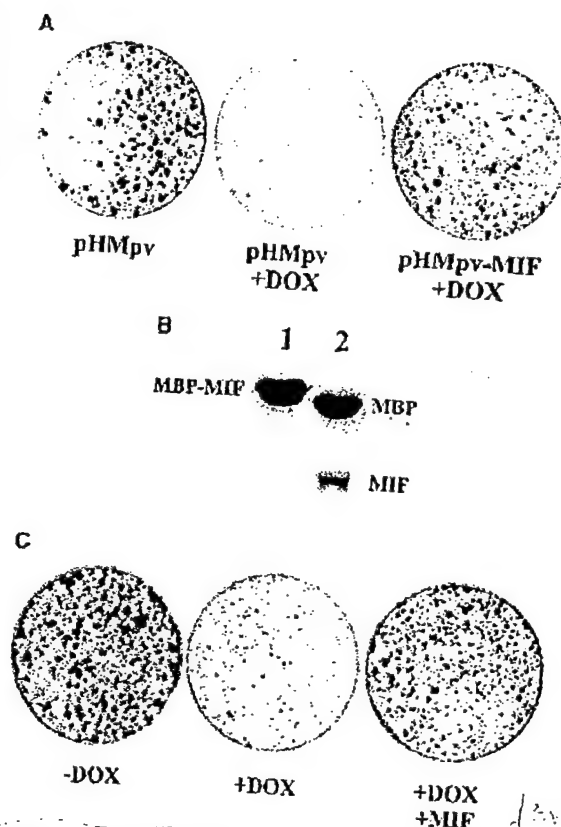 A
pHMpv
pHMpv
+DOX
pHMpv-MIF
+DOX
B
1 2
MBP-MIF
MBP
MIF
C
-DOX
+DOX
+DOX
+MIF